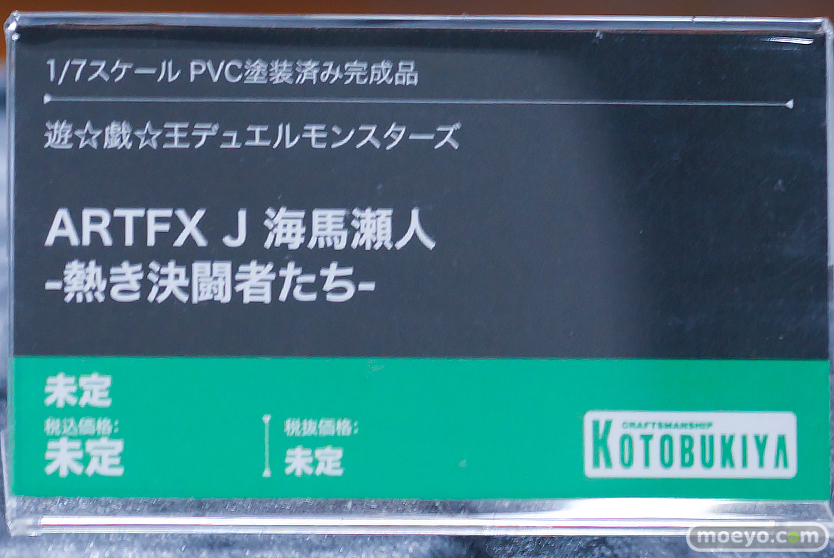 1/7スケール PVC塗装済み完成品
遊☆戯☆王デュエルモンスターズ
ARTFX J 海馬瀬人
-熱き決闘者たち-
未定
税込価格:
未定
税抜価格:
未定
CRAFTSMANSHIP
KOTOBUKIYA
moeyo.com